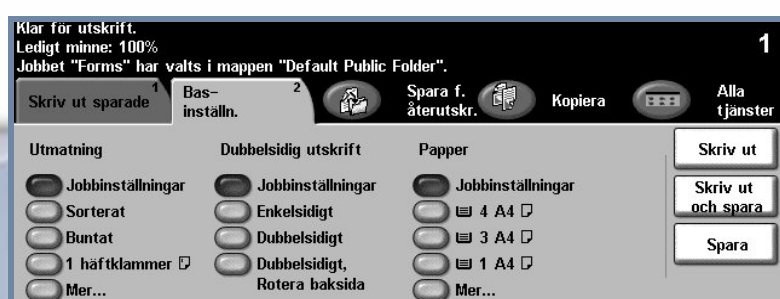 Klar för utskrift.
Ledigt minne: 100%
Jobbet "Forms" har valts i mappen "Default Public Folder".
1
Skriv ut sparade 1
Bas-
inställn. 2
Spara f.
återutskr.
Kopiera
Alla
tjänster
Utmatning
Jobbinställningar
Sorterat
Buntat
1 häftklammer
Mer...
Dubbelsidig utskrift
Jobbinställningar
Enkelsidigt
Dubbelsidigt
Dubbelsidigt,
Rotera baksida
Papper
Jobbinställningar
4 A4
3 A4
1 A4
Mer...
Skriv ut
Skriv ut
och spara
Spara